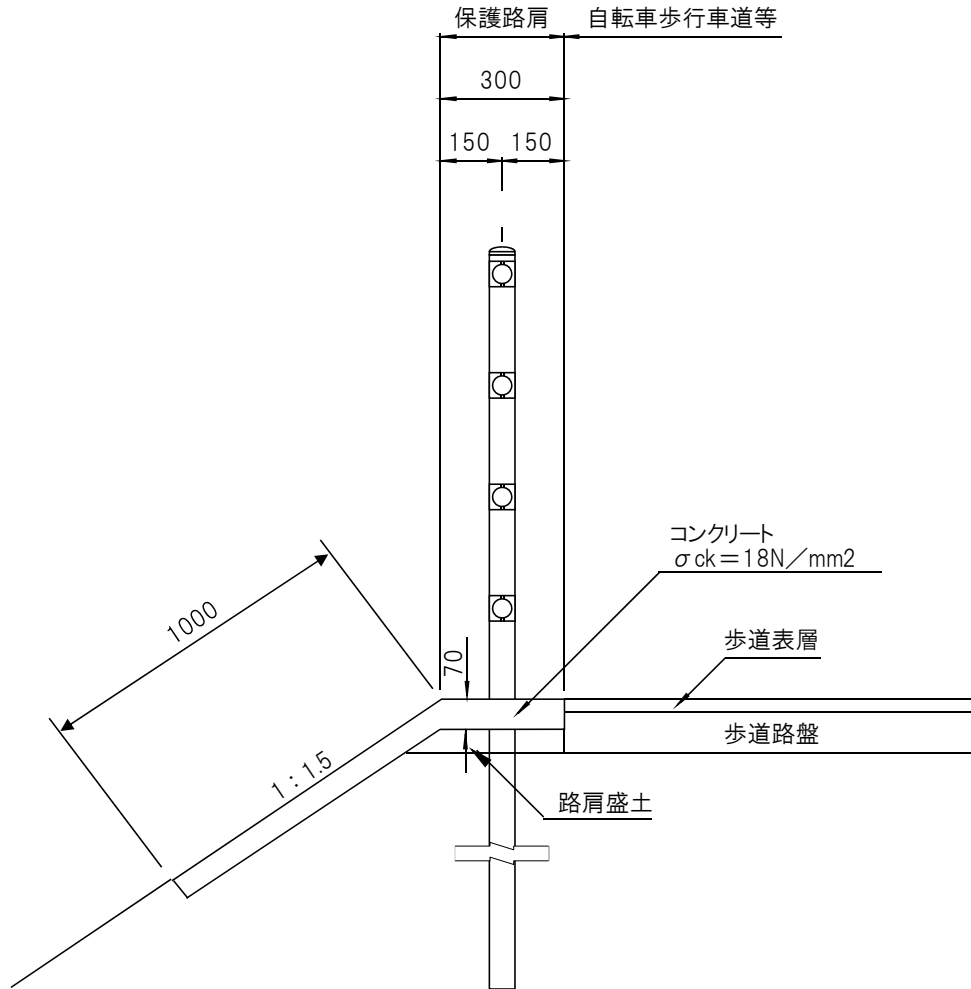 保護路肩
自転車歩行車道等
300
150
150
コンクリート
σck＝18N／mm2
1000
70
歩道表層
歩道路盤
1：1.5
路肩盛土